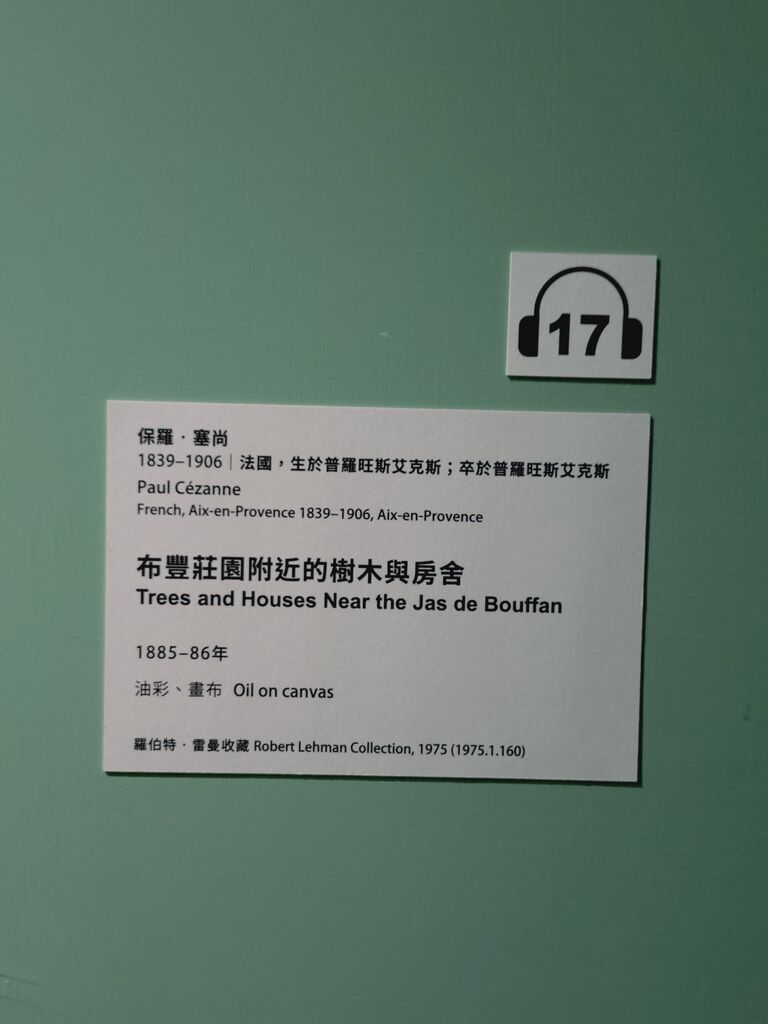 17
保羅．塞尚
1839–1906｜法國，生於普羅旺斯艾克斯；卒於普羅旺斯艾克斯
Paul Cézanne
French, Aix-en-Provence 1839–1906, Aix-en-Provence
布豐莊園附近的樹木與房舍
Trees and Houses Near the Jas de Bouffan
1885–86年
油彩、畫布 Oil on canvas
羅伯特．雷曼收藏 Robert Lehman Collection, 1975 (1975.1.160)